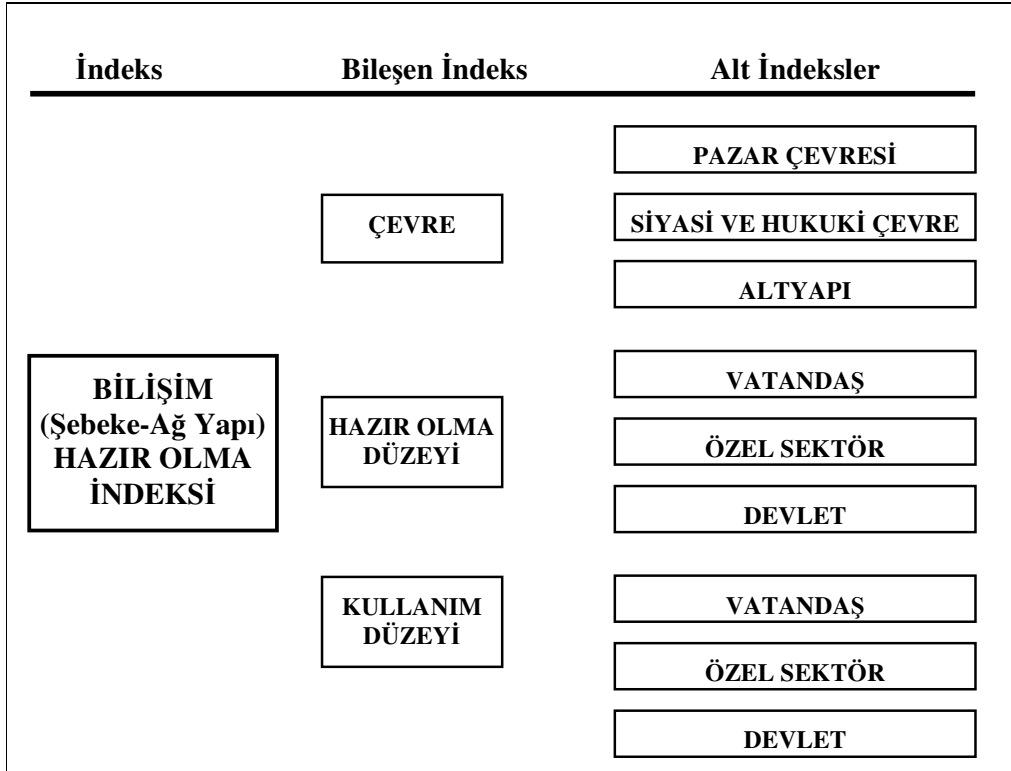 İndeks Bileşen İndeks Alt İndeksler
PAZAR ÇEVRESİ
ÇEVRE
SİYASİ VE HUKUKİ ÇEVRE
ALTYAPI
BİLİŞİM
(Şebeke-Ağ Yapı)
HAZIR OLMA
İNDEKSİ
HAZIR OLMA
DÜZEYİ
VATANDAŞ
ÖZEL SEKTÖR
DEVLET
KULLANIM
DÜZEYİ
VATANDAŞ
ÖZEL SEKTÖR
DEVLET